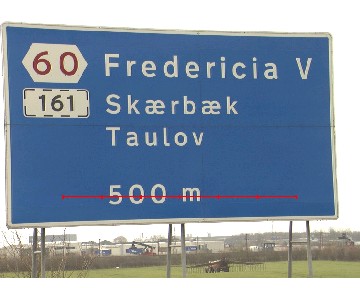 60 Fredericia V
161 Skærbæk
Taulov
500 m